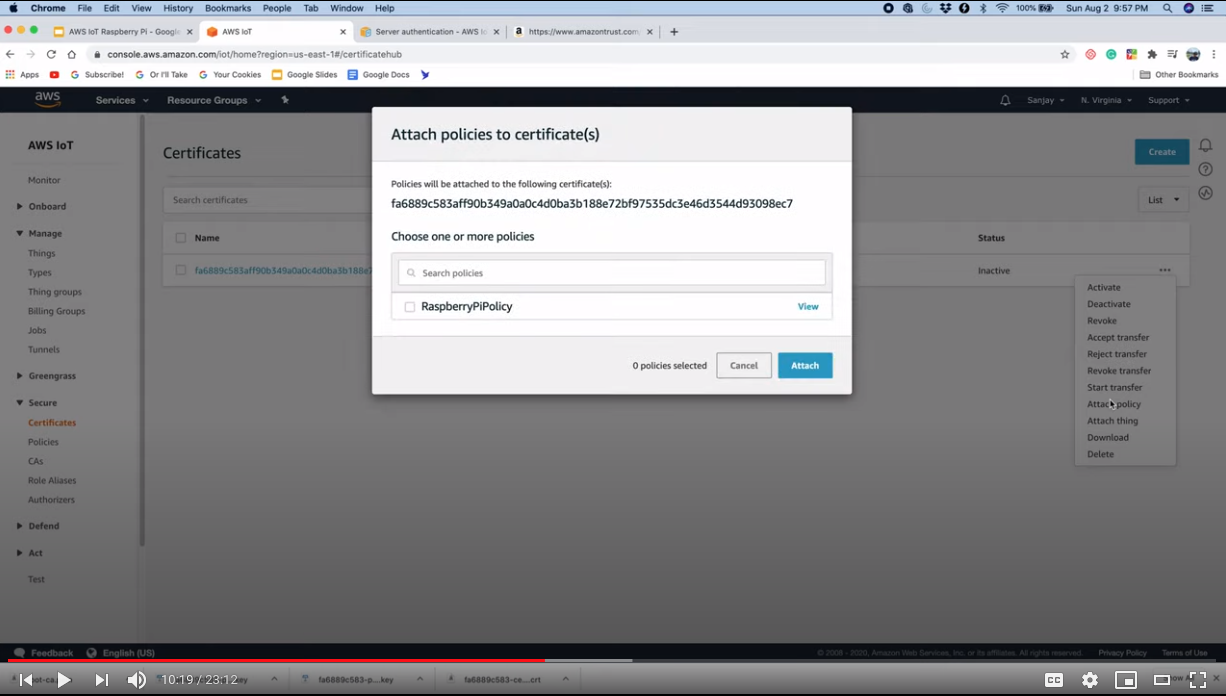 Chrome File Edit View History Bookmarks People Tab Window Help 100% Sun Aug 2 9:57 PM
AWS IoT Raspberry Pi - Google AWS IoT Server authentication - AWS Io https://www.amazontrust.com/
console.aws.amazon.com/iot/home?region=us-east-1#/certificatehub
Apps Subscribe! Or I'll Take Your Cookies Google Slides Google Docs Other Bookmarks
aws Services Resource Groups Sanjay N. Virginia Support
AWS IoT
Monitor
Onboard
Manage
Things
Types
Thing groups
Billing Groups
Jobs
Tunnels
Greengrass
Secure
Certificates
Policies
CAs
Role Aliases
Authorizers
Defend
Act
Test
Certificates
Create
Search certificates
List
Name
Status
fa6889c583aff90b349a0a0c4d0ba3b188e7
Inactive
Attach policies to certificate(s)
Policies will be attached to the following certificate(s):
fa6889c583aff90b349a0a0c4d0ba3b188e72bf97535dc3e46d3544d93098ec7
Choose one or more policies
Search policies
RaspberryPiPolicy View
0 policies selected Cancel Attach
Activate
Deactivate
Revoke
Accept transfer
Reject transfer
Revoke transfer
Start transfer
Attach policy
Attach thing
Download
Delete
Feedback English (US) © 2008 - 2020, Amazon Web Services, Inc. or its affiliates. All rights reserved. Privacy Policy Terms of Use
10:19 / 23:12 fa6889c583-p....key fa6889c583-ce....crt